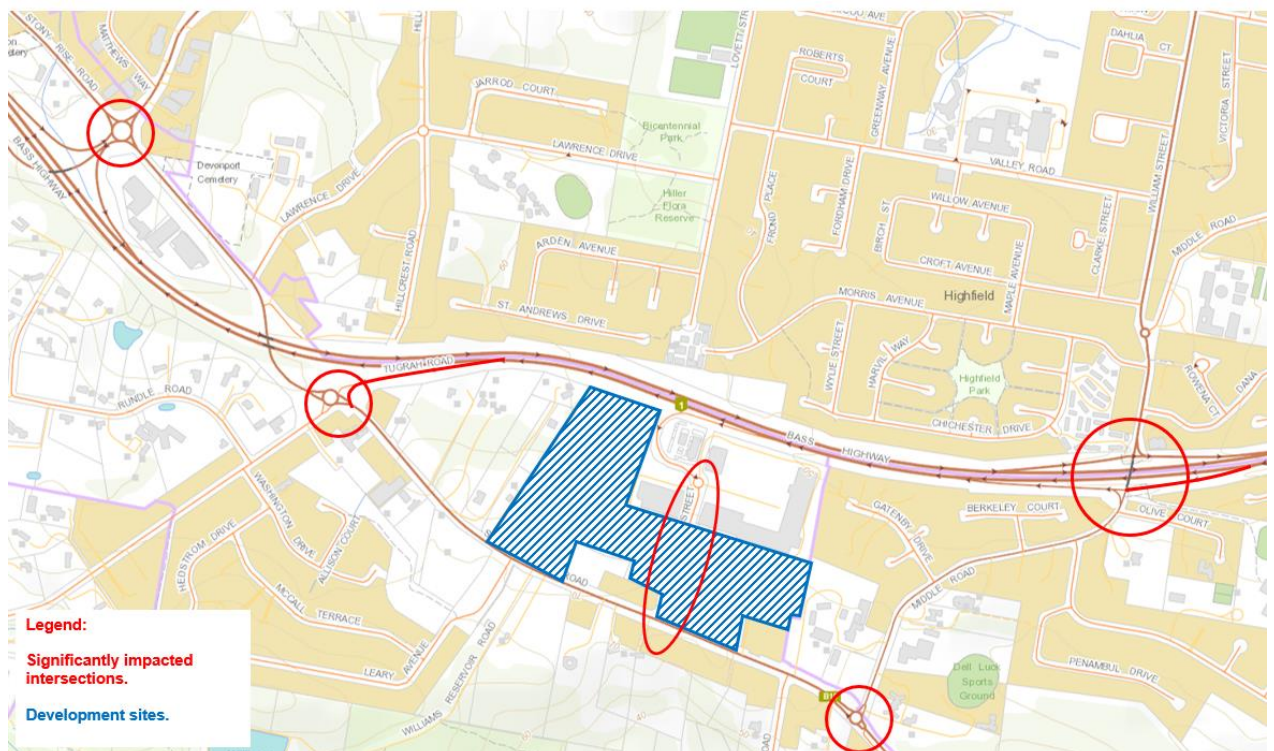 STONY RISE ROAD
MATTHEWS WAY
BASS HIGHWAY
Devonport
Cemetery
LAWRENCE DRIVE
HILLCREST ROAD
JARROD COURT
LAWRENCE DRIVE
Bicentennial
Park
Hiller
Flora
Reserve
LOVETT STREET
ROBERTS
COURT
GREENWAY AVENUE
DAHLIA CT
VICTORIA STREET
WILLIAM STREET
VALLEY ROAD
FROND PLACE
FORDHAM DRIVE
BIRCH ST
WILLOW AVENUE
CLARKE STREET
MIDDLE ROAD
CROFT AVENUE
MAPLE AVENUE
ARDEN AVENUE
ST ANDREWS DRIVE
MORRIS AVENUE
Highfield
WYLIE STREET
HARVIL WAY
Highfield
Park
CHICHESTER DRIVE
ROWENA CT
DANA
TUGRAH ROAD
RUNDLE ROAD
1
BASS
HIGHWAY
STREET
GATENBY DRIVE
BERKELEY COURT
OLIVE COURT
MIDDLE ROAD
WASHINGTON
DRIVE
ALLISON COURT
HEDSTROM DRIVE
MCCALL TERRACE
LEARY AVENUE
WILLIAMS RESERVOIR ROAD
ROAD
PENAMBUL DRIVE
Dell Luck
Sports
Ground
Legend:
Significantly impacted
intersections.
Development sites.